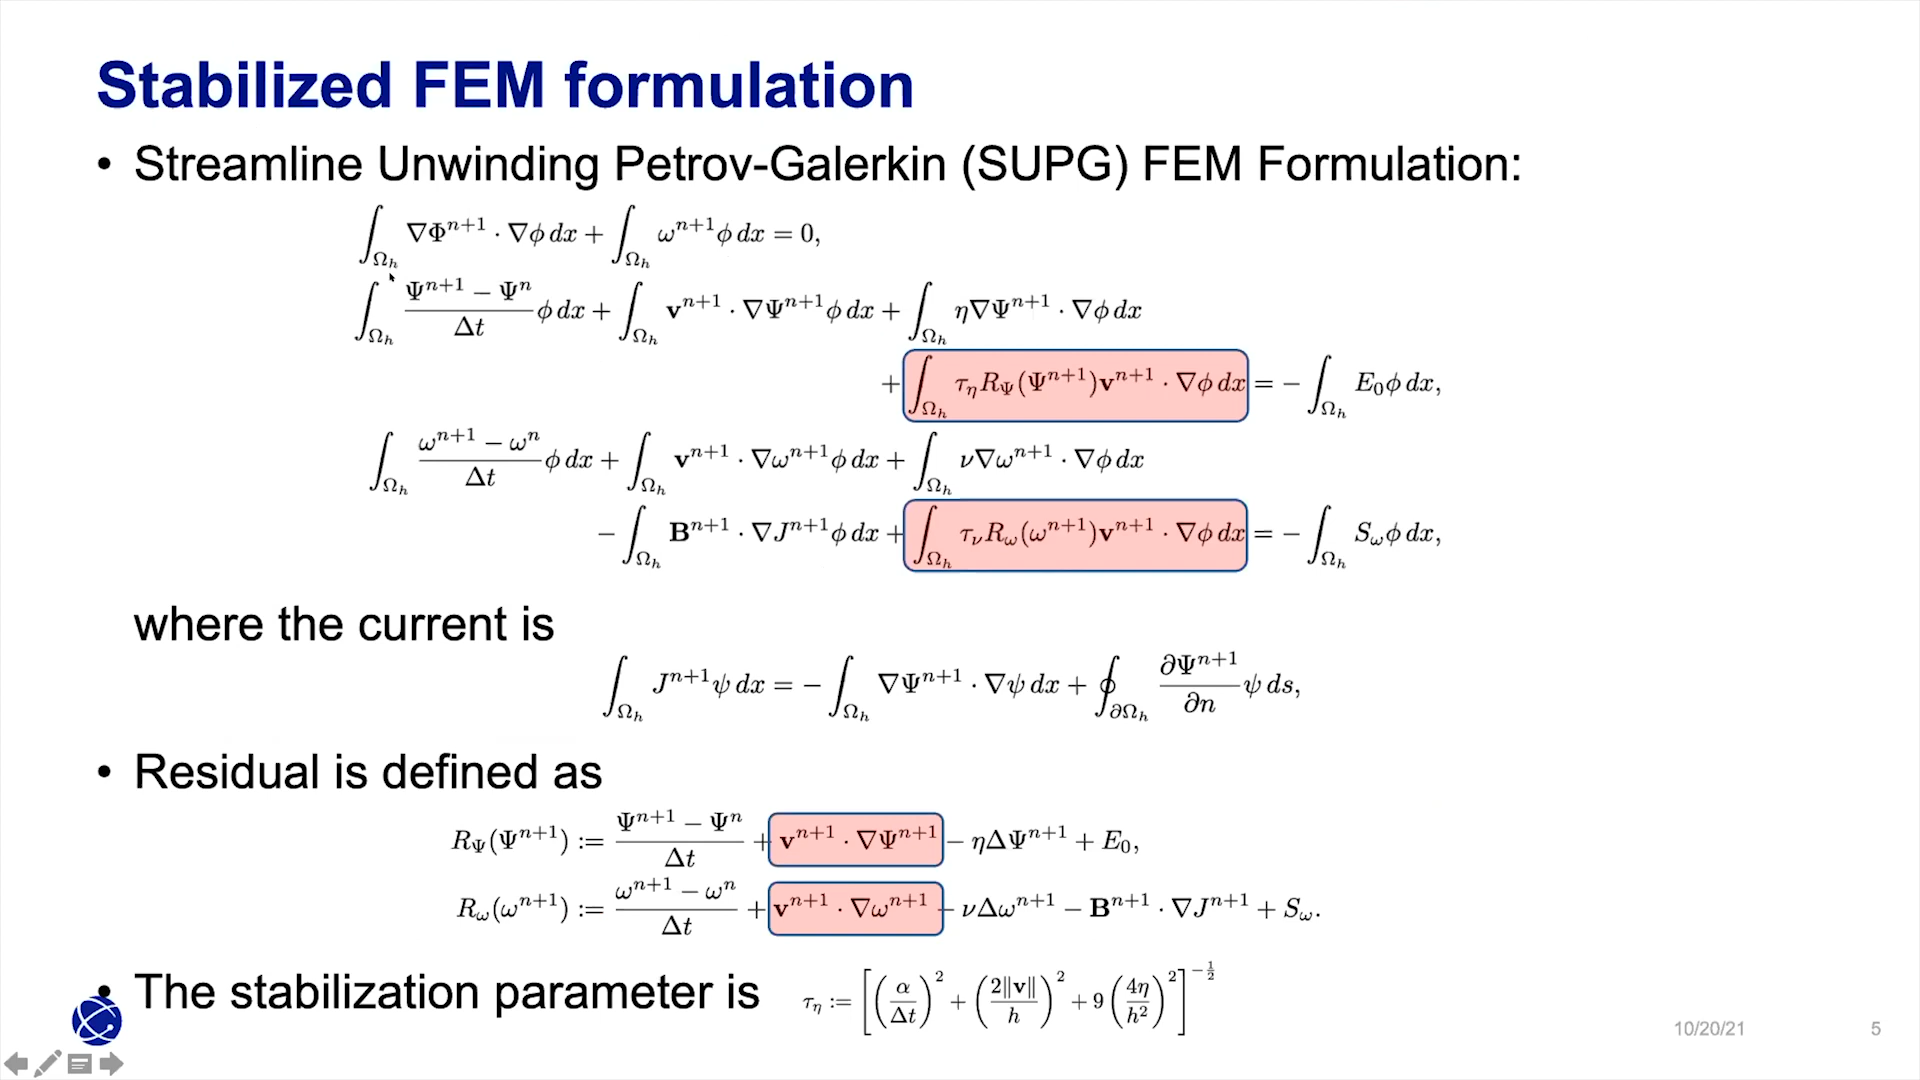 Stabilized FEM formulation
• Streamline Unwinding Petrov-Galerkin (SUPG) FEM Formulation:
∫_{Ω_h} ∇Φ^{n+1} · ∇ϕ dx + ∫_{Ω_h} ω^{n+1} ϕ dx = 0,
∫_{Ω_h} (Ψ^{n+1} − Ψ^n)/Δt ϕ dx + ∫_{Ω_h} v^{n+1} · ∇Ψ^{n+1} ϕ dx + ∫_{Ω_h} η∇Ψ^{n+1} · ∇ϕ dx
+ ∫_{Ω_h} τ_η R_Ψ(Ψ^{n+1}) v^{n+1} · ∇ϕ dx = − ∫_{Ω_h} E_0 ϕ dx,
∫_{Ω_h} (ω^{n+1} − ω^n)/Δt ϕ dx + ∫_{Ω_h} v^{n+1} · ∇ω^{n+1} ϕ dx + ∫_{Ω_h} ν∇ω^{n+1} · ∇ϕ dx
− ∫_{Ω_h} B^{n+1} · ∇J^{n+1} ϕ dx + ∫_{Ω_h} τ_ν R_ω(ω^{n+1}) v^{n+1} · ∇ϕ dx = − ∫_{Ω_h} S_ω ϕ dx,
where the current is
∫_{Ω_h} J^{n+1} ψ dx = − ∫_{Ω_h} ∇Ψ^{n+1} · ∇ψ dx + ∮_{∂Ω_h} ∂Ψ^{n+1}/∂n ψ ds,
• Residual is defined as
R_Ψ(Ψ^{n+1}) := (Ψ^{n+1} − Ψ^n)/Δt + v^{n+1} · ∇Ψ^{n+1} − ηΔΨ^{n+1} + E_0,
R_ω(ω^{n+1}) := (ω^{n+1} − ω^n)/Δt + v^{n+1} · ∇ω^{n+1} − νΔω^{n+1} − B^{n+1} · ∇J^{n+1} + S_ω.
• The stabilization parameter is τ_η := [(α/Δt)^2 + (2‖v‖/h)^2 + 9(4η/h^2)^2]^{−1/2}
10/20/21
5